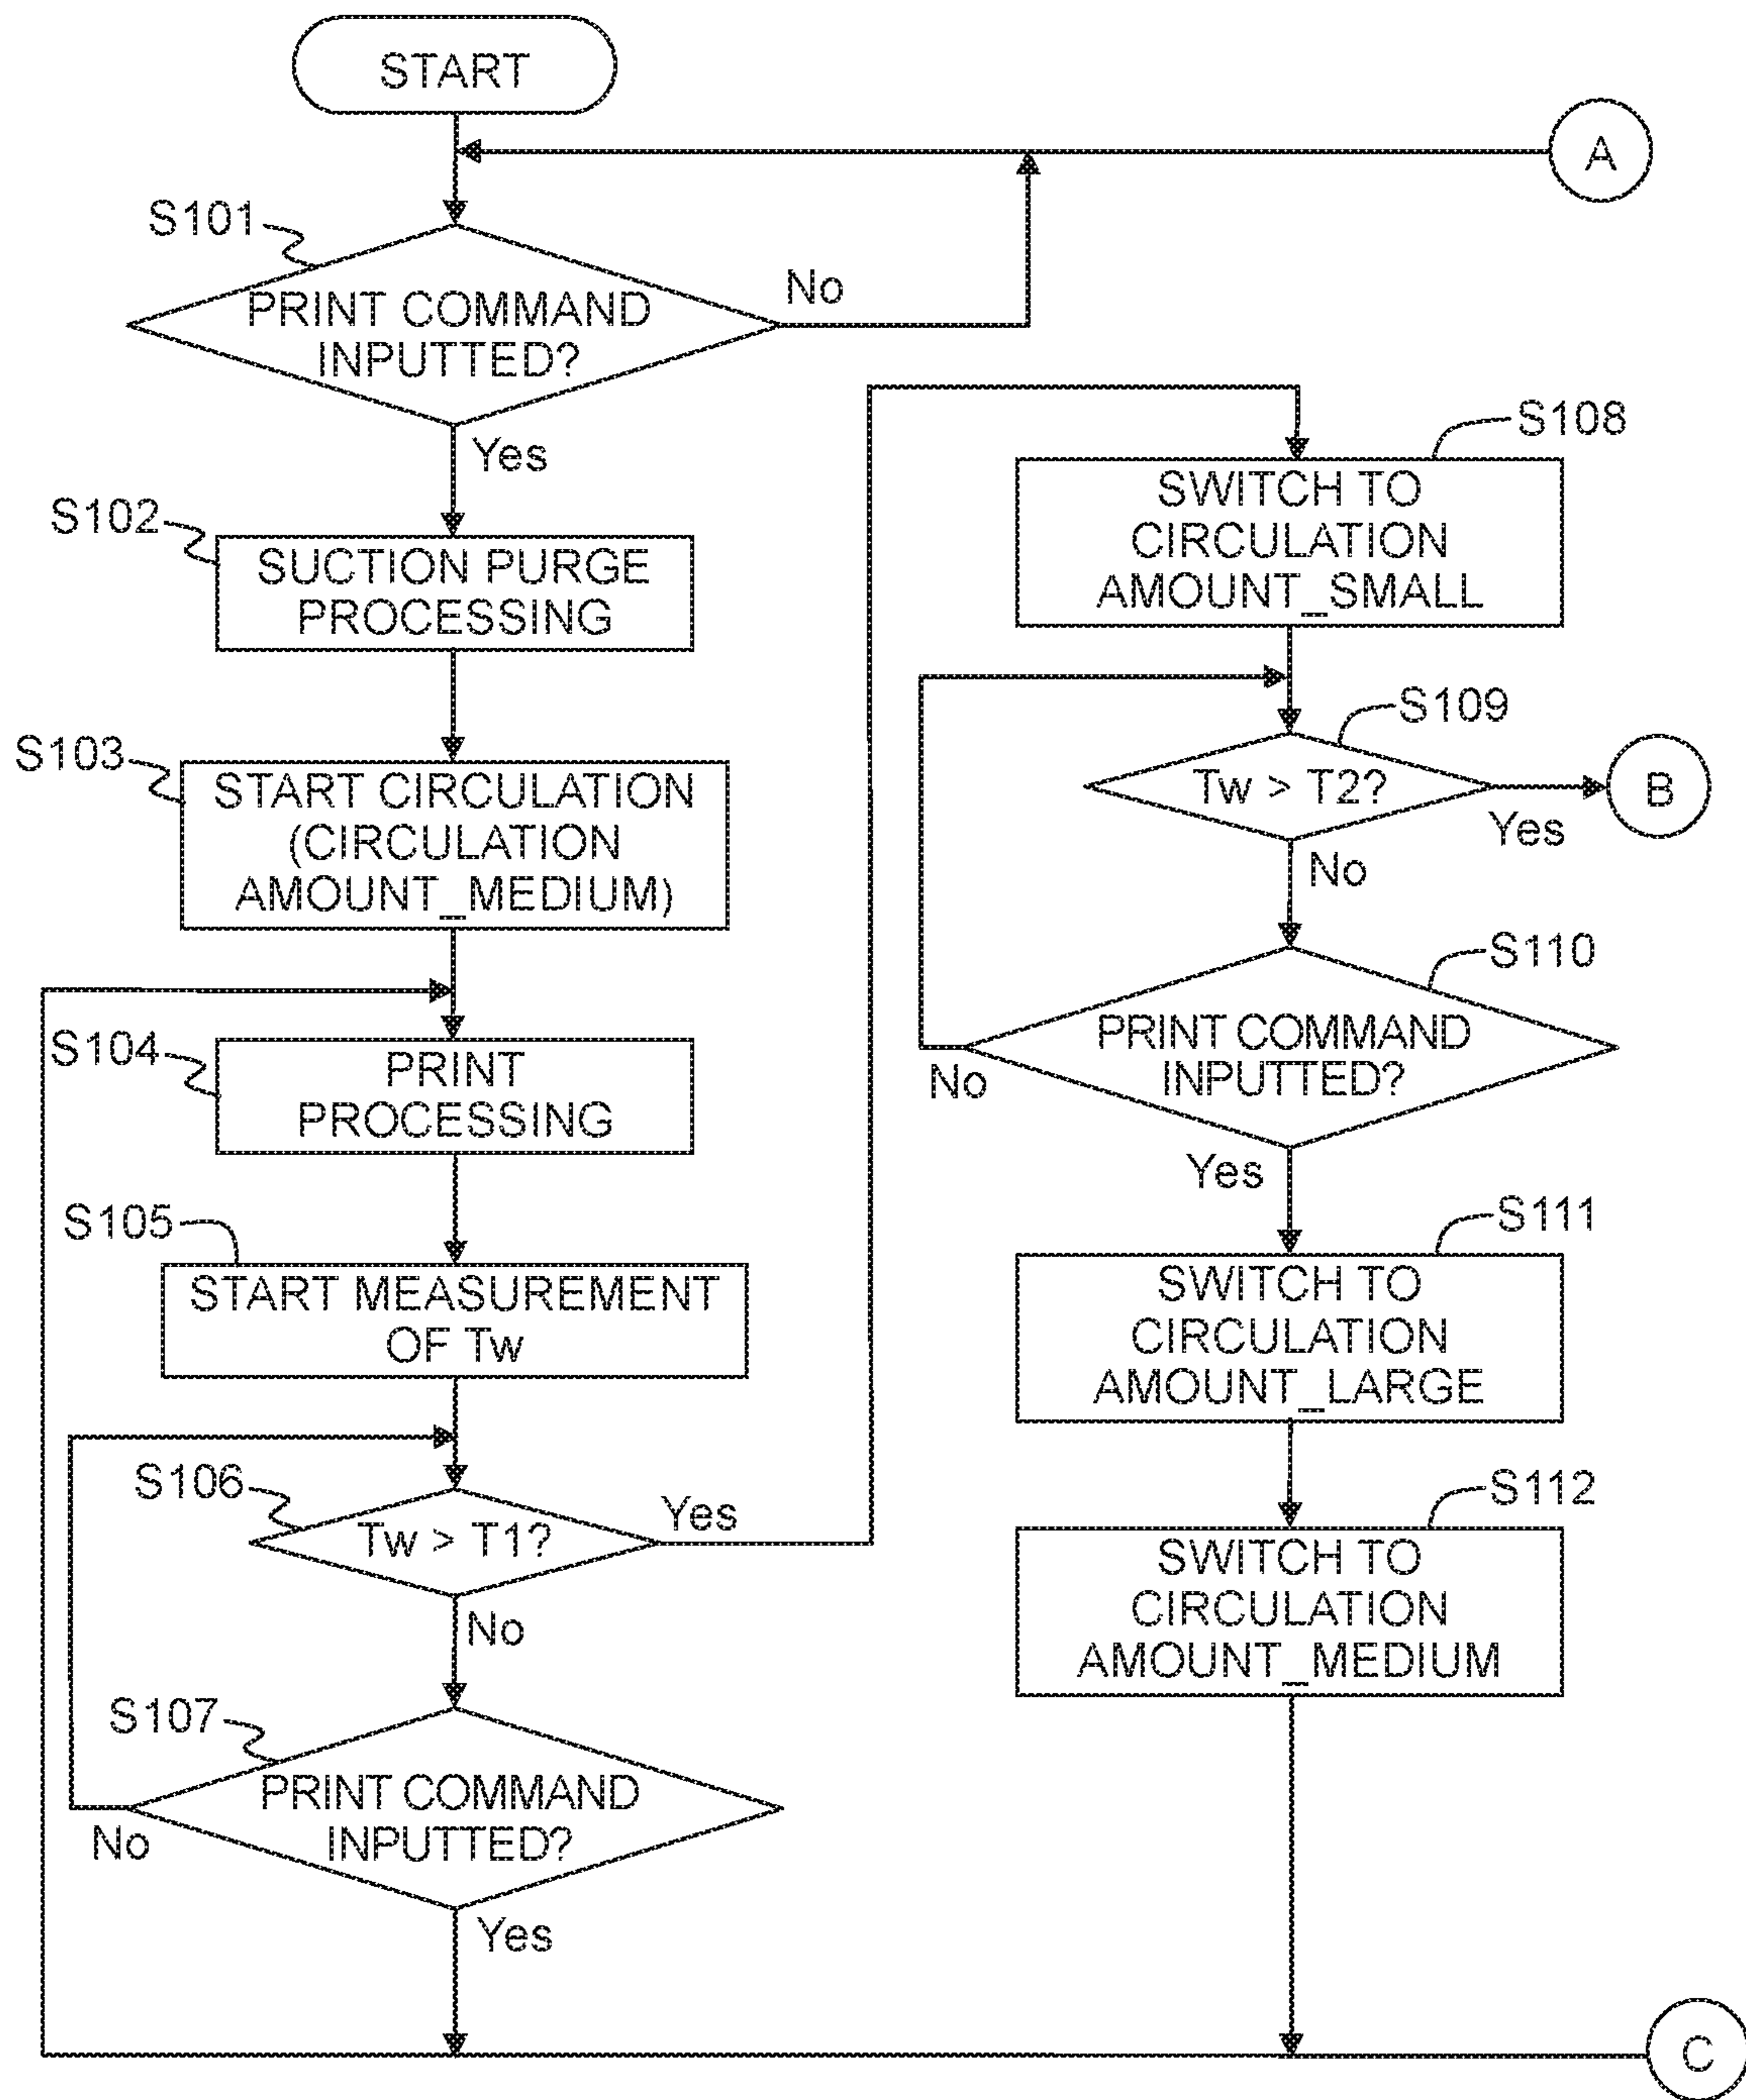 START
A
S101
PRINT COMMAND
INPUTTED?
No
Yes
S102
SUCTION PURGE
PROCESSING
S103
START CIRCULATION
(CIRCULATION
AMOUNT_MEDIUM)
S104
PRINT
PROCESSING
S105
START MEASUREMENT
OF Tw
S106
Tw > T1?
Yes
No
S107
PRINT COMMAND
INPUTTED?
No
Yes
S108
SWITCH TO
CIRCULATION
AMOUNT_SMALL
S109
Tw > T2?
Yes
B
No
S110
PRINT COMMAND
INPUTTED?
No
Yes
S111
SWITCH TO
CIRCULATION
AMOUNT_LARGE
S112
SWITCH TO
CIRCULATION
AMOUNT_MEDIUM
C